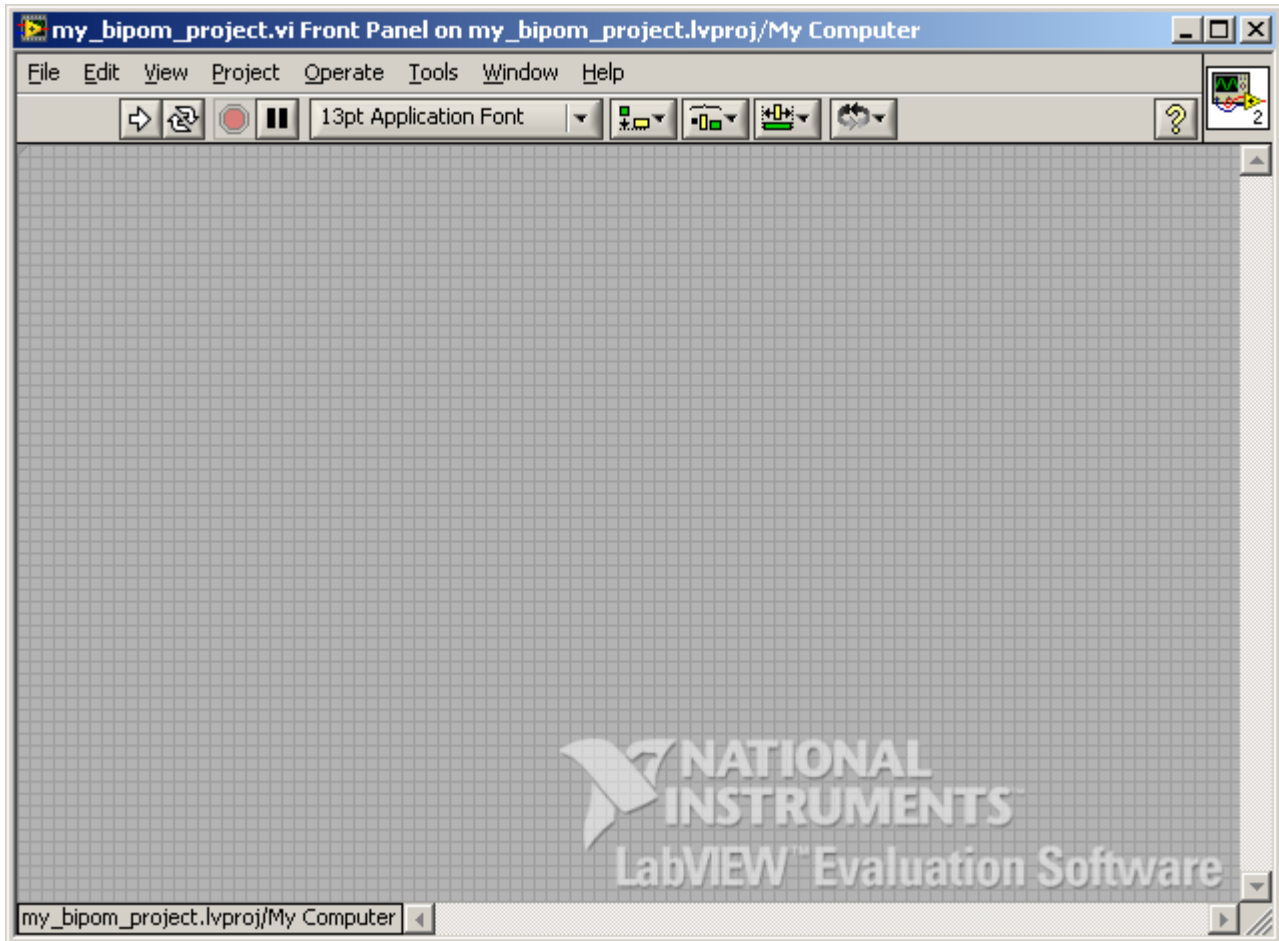 my_bipom_project.vi Front Panel on my_bipom_project.lvproj/My Computer
File Edit View Project Operate Tools Window Help
13pt Application Font
?
2
NATIONAL
INSTRUMENTS
LabVIEW™ Evaluation Software
my_bipom_project.lvproj/My Computer